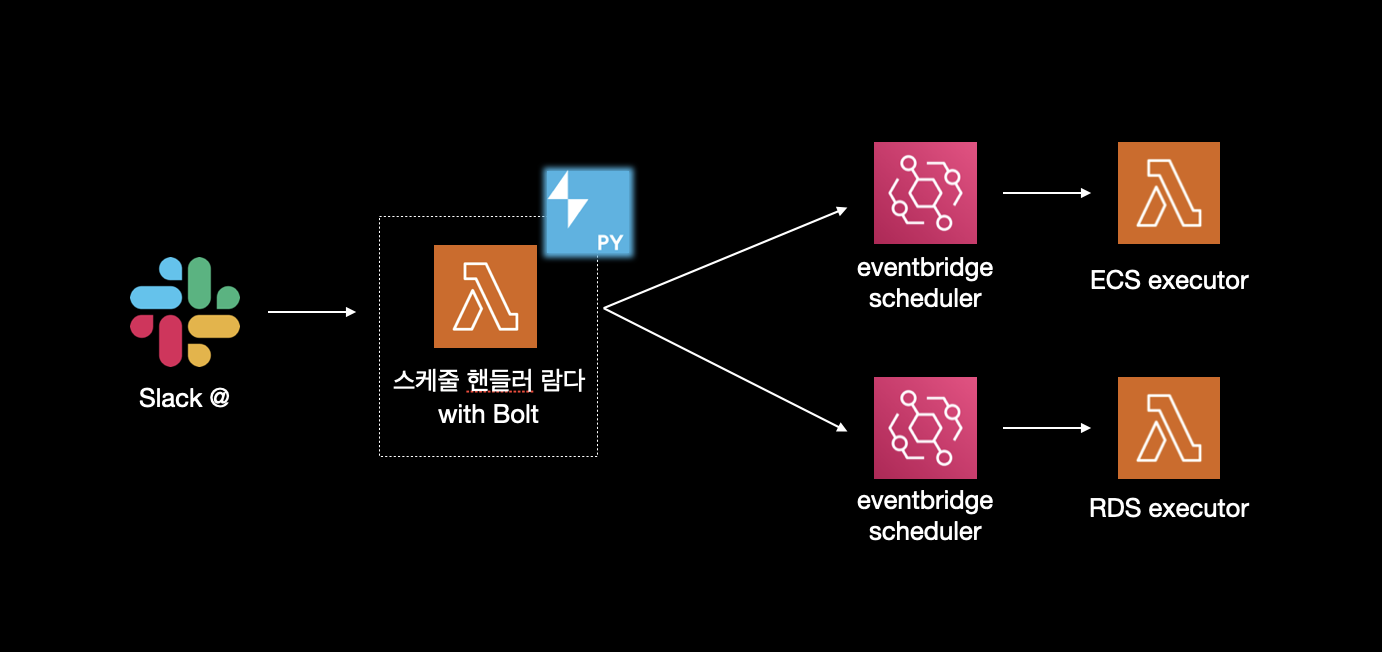 Slack @
PY
스케줄 핸들러 람다
with Bolt
eventbridge
scheduler
ECS executor
eventbridge
scheduler
RDS executor